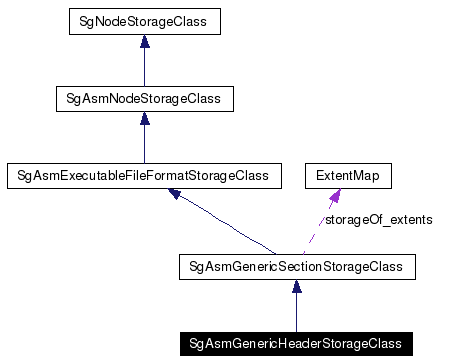 SgNodeStorageClass
SgAsmNodeStorageClass
SgAsmExecutableFileFormatStorageClass
ExtentMap
storageOf_extents
SgAsmGenericSectionStorageClass
SgAsmGenericHeaderStorageClass